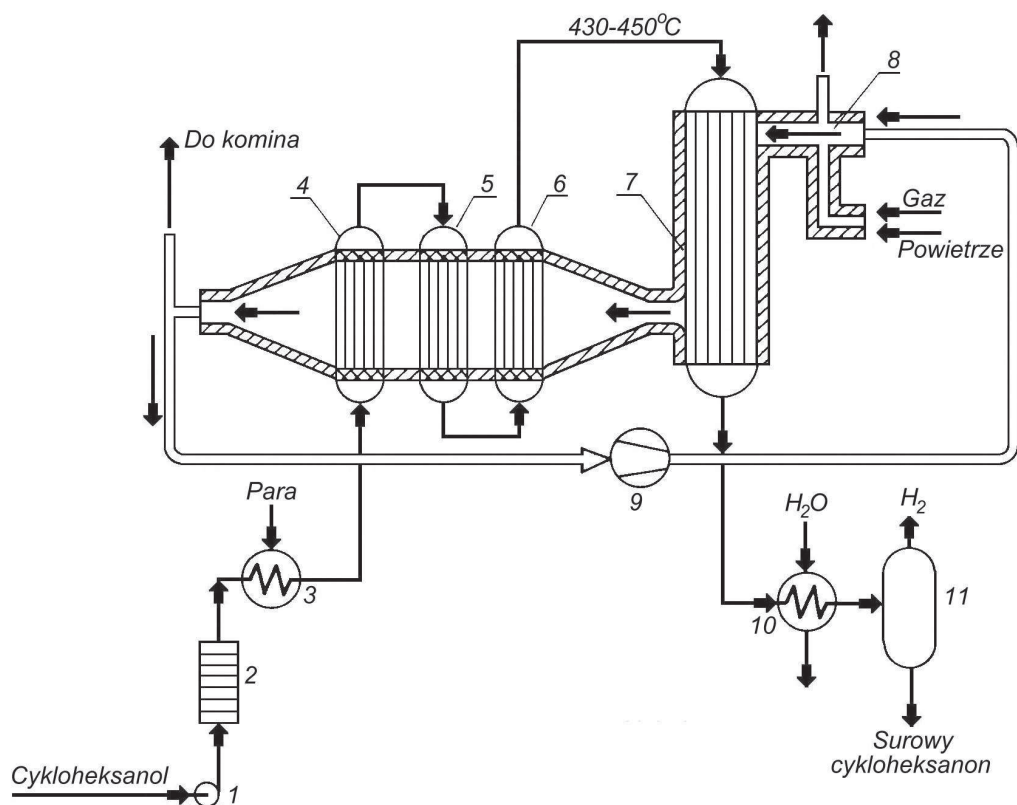 430-450°C
8
Do komina
4
5
6
7
Gaz
Powietrze
9
Para
H₂O
H₂
3
10
11
2
Surowy
cykloheksanon
Cykloheksanol
1